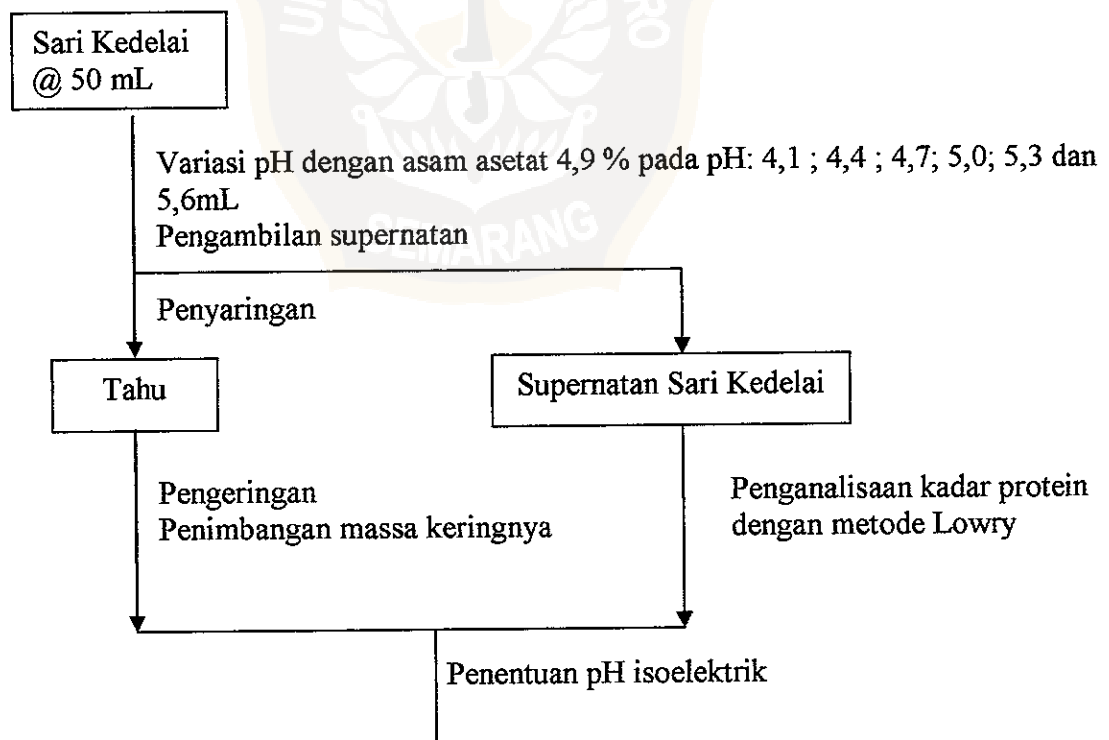 Sari Kedelai
@ 50 mL
Variasi pH dengan asam asetat 4,9 % pada pH: 4,1 ; 4,4 ; 4,7; 5,0; 5,3 dan
5,6mL
Pengambilan supernatan
SEMARANG
Penyaringan
Tahu
Supernatan Sari Kedelai
Pengeringan
Penimbangan massa keringnya
Penganalisaan kadar protein
dengan metode Lowry
Penentuan pH isoelektrik